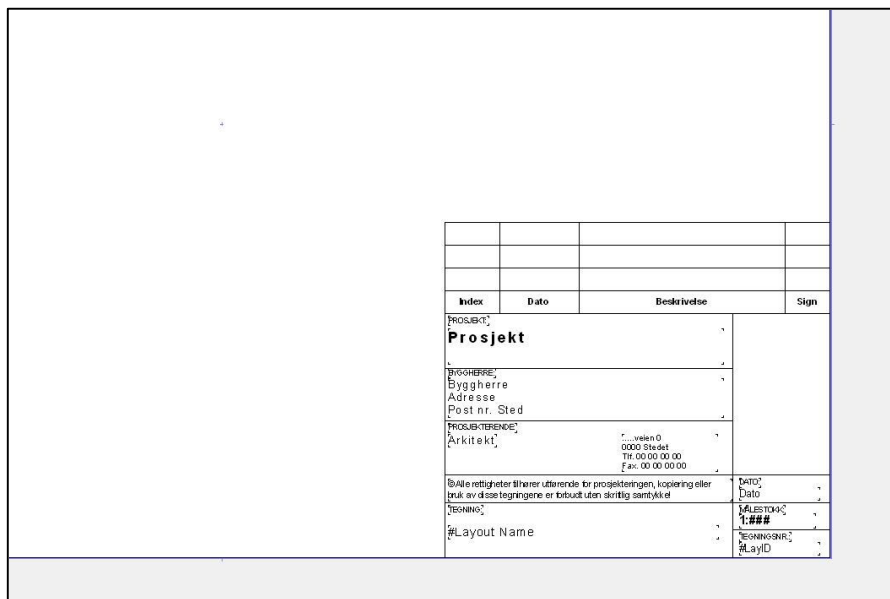 Index Dato Beskrivelse Sign
PROSJEKT:
Prosjekt
BYGGHERRE:
Byggherre
Adresse
Post nr. Sted
PROSJEKTERENDE:
Arkitekt
.....veien 0
0000 Stedet
Tlf. 00 00 00 00
Fax. 00 00 00 00
©Alle rettigheter tilhører utførende for prosjekteringen, kopiering eller
bruk av disse tegningene er forbudt uten skriftlig samtykke!
DATO:
Dato
TEGNING:
#Layout Name
MÅLESTOKK:
1:###
TEGNINGSNR.:
#LayID